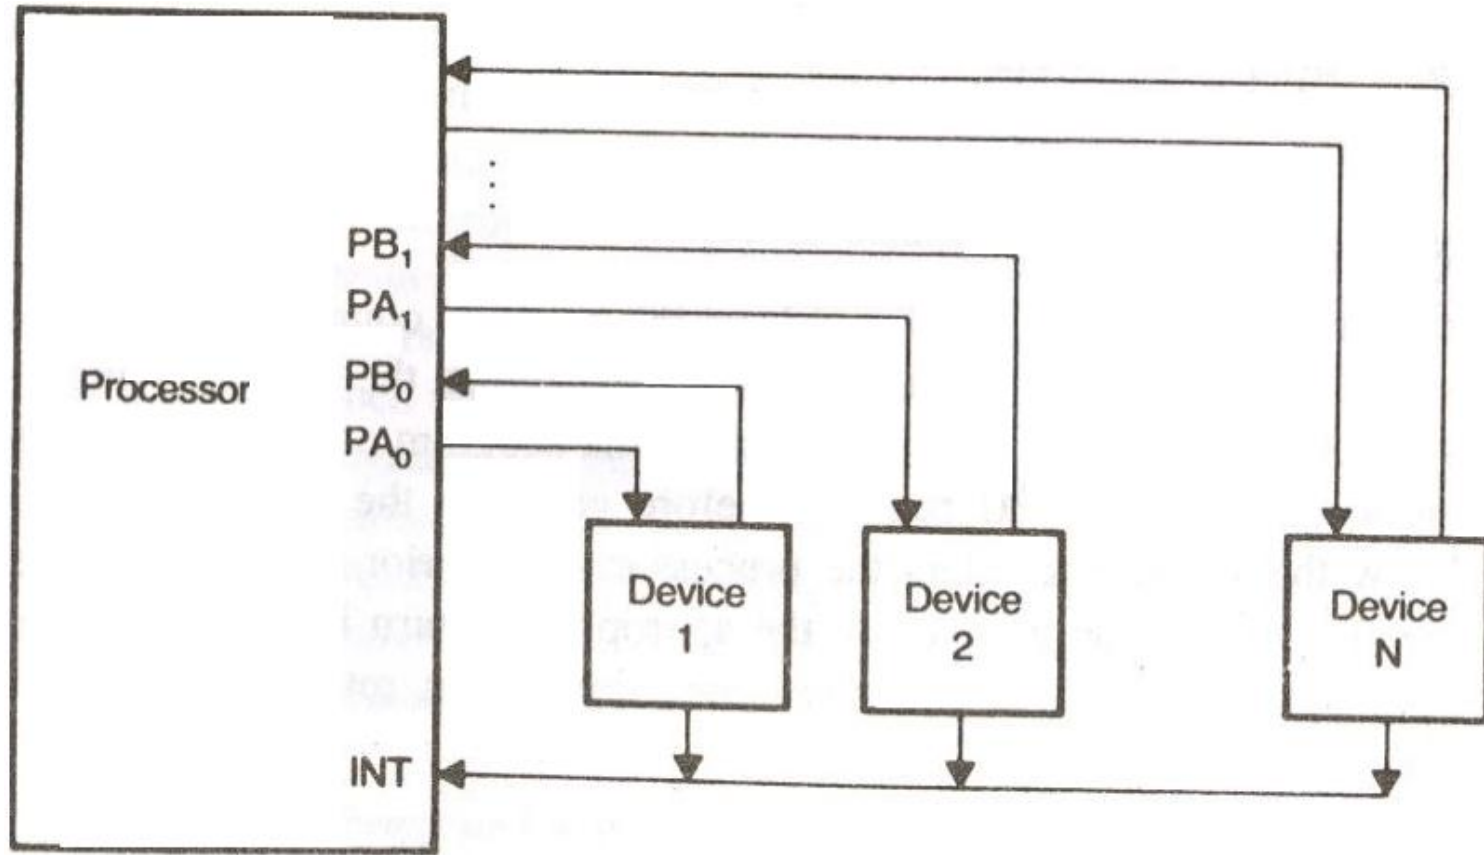 PB₁
PA₁
Processor
PB₀
PA₀
Device
1
Device
2
Device
N
INT